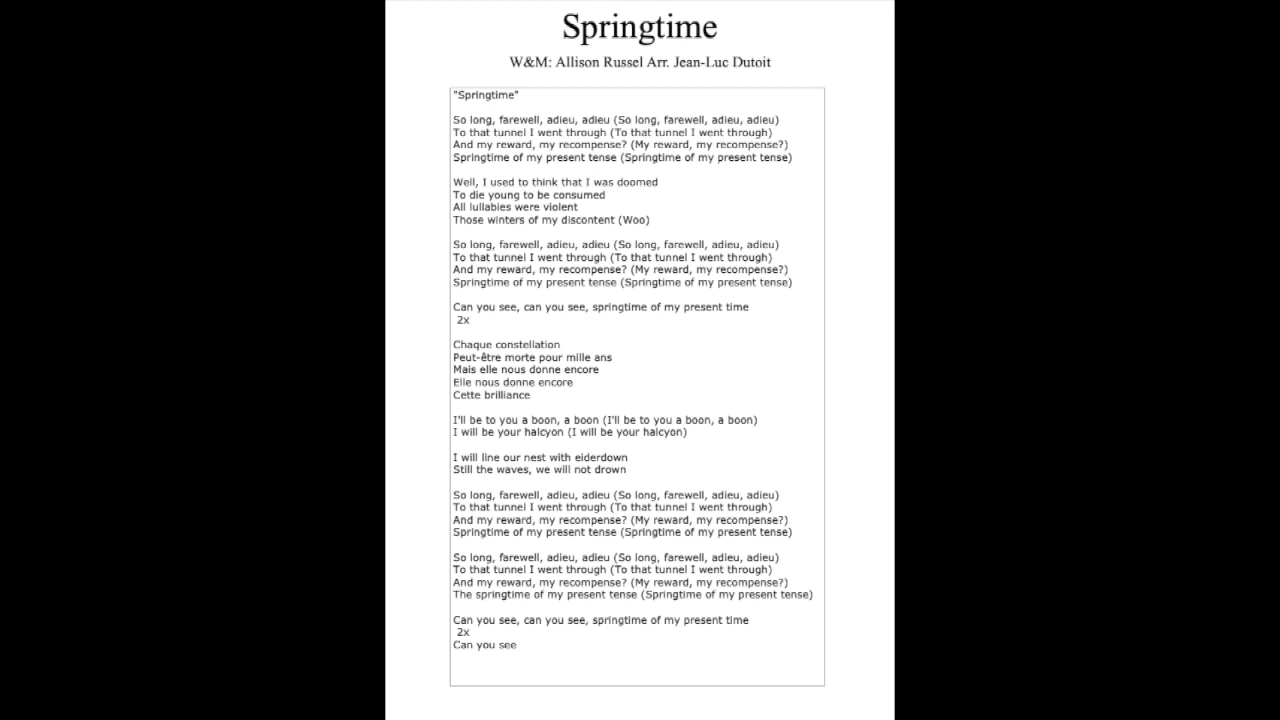 Springtime
W&M: Allison Russel Arr. Jean-Luc Dutoit
"Springtime"
So long, farewell, adieu, adieu (So long, farewell, adieu, adieu)
To that tunnel I went through (To that tunnel I went through)
And my reward, my recompense? (My reward, my recompense?)
Springtime of my present tense (Springtime of my present tense)
Well, I used to think that I was doomed
To die young to be consumed
All lullabies were violent
Those winters of my discontent (Woo)
So long, farewell, adieu, adieu (So long, farewell, adieu, adieu)
To that tunnel I went through (To that tunnel I went through)
And my reward, my recompense? (My reward, my recompense?)
Springtime of my present tense (Springtime of my present tense)
Can you see, can you see, springtime of my present time
2x
Chaque constellation
Peut-être morte pour mille ans
Mais elle nous donne encore
Elle nous donne encore
Cette brilliance
I'll be to you a boon, a boon (I'll be to you a boon, a boon)
I will be your halcyon (I will be your halcyon)
I will line our nest with eiderdown
Still the waves, we will not drown
So long, farewell, adieu, adieu (So long, farewell, adieu, adieu)
To that tunnel I went through (To that tunnel I went through)
And my reward, my recompense? (My reward, my recompense?)
Springtime of my present tense (Springtime of my present tense)
So long, farewell, adieu, adieu (So long, farewell, adieu, adieu)
To that tunnel I went through (To that tunnel I went through)
And my reward, my recompense? (My reward, my recompense?)
The springtime of my present tense (Springtime of my present tense)
Can you see, can you see, springtime of my present time
2x
Can you see